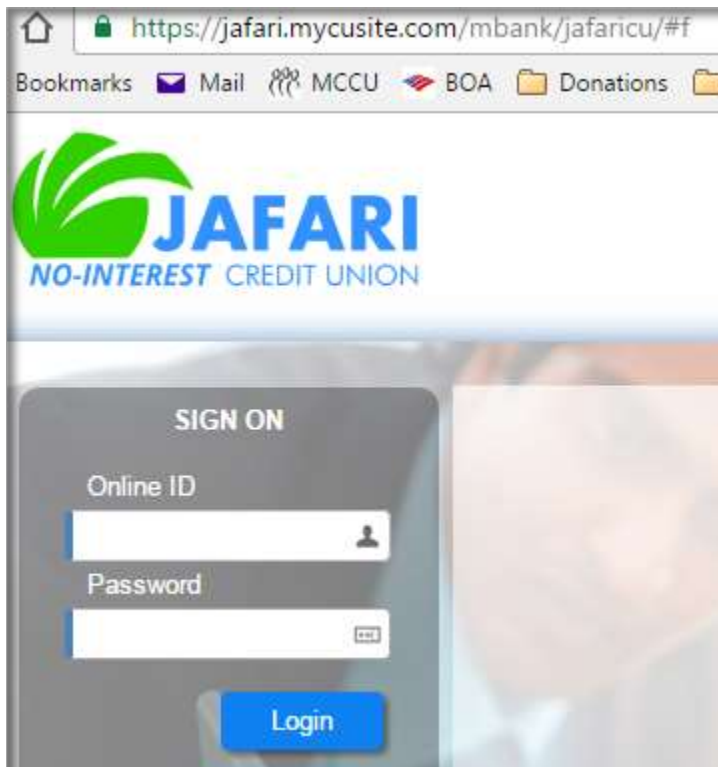 https://jafari.mycusite.com/mbank/jafaricu/#f
Bookmarks Mail MCCU BOA Donations
JAFARI
NO-INTEREST CREDIT UNION
SIGN ON
Online ID
Password
Login